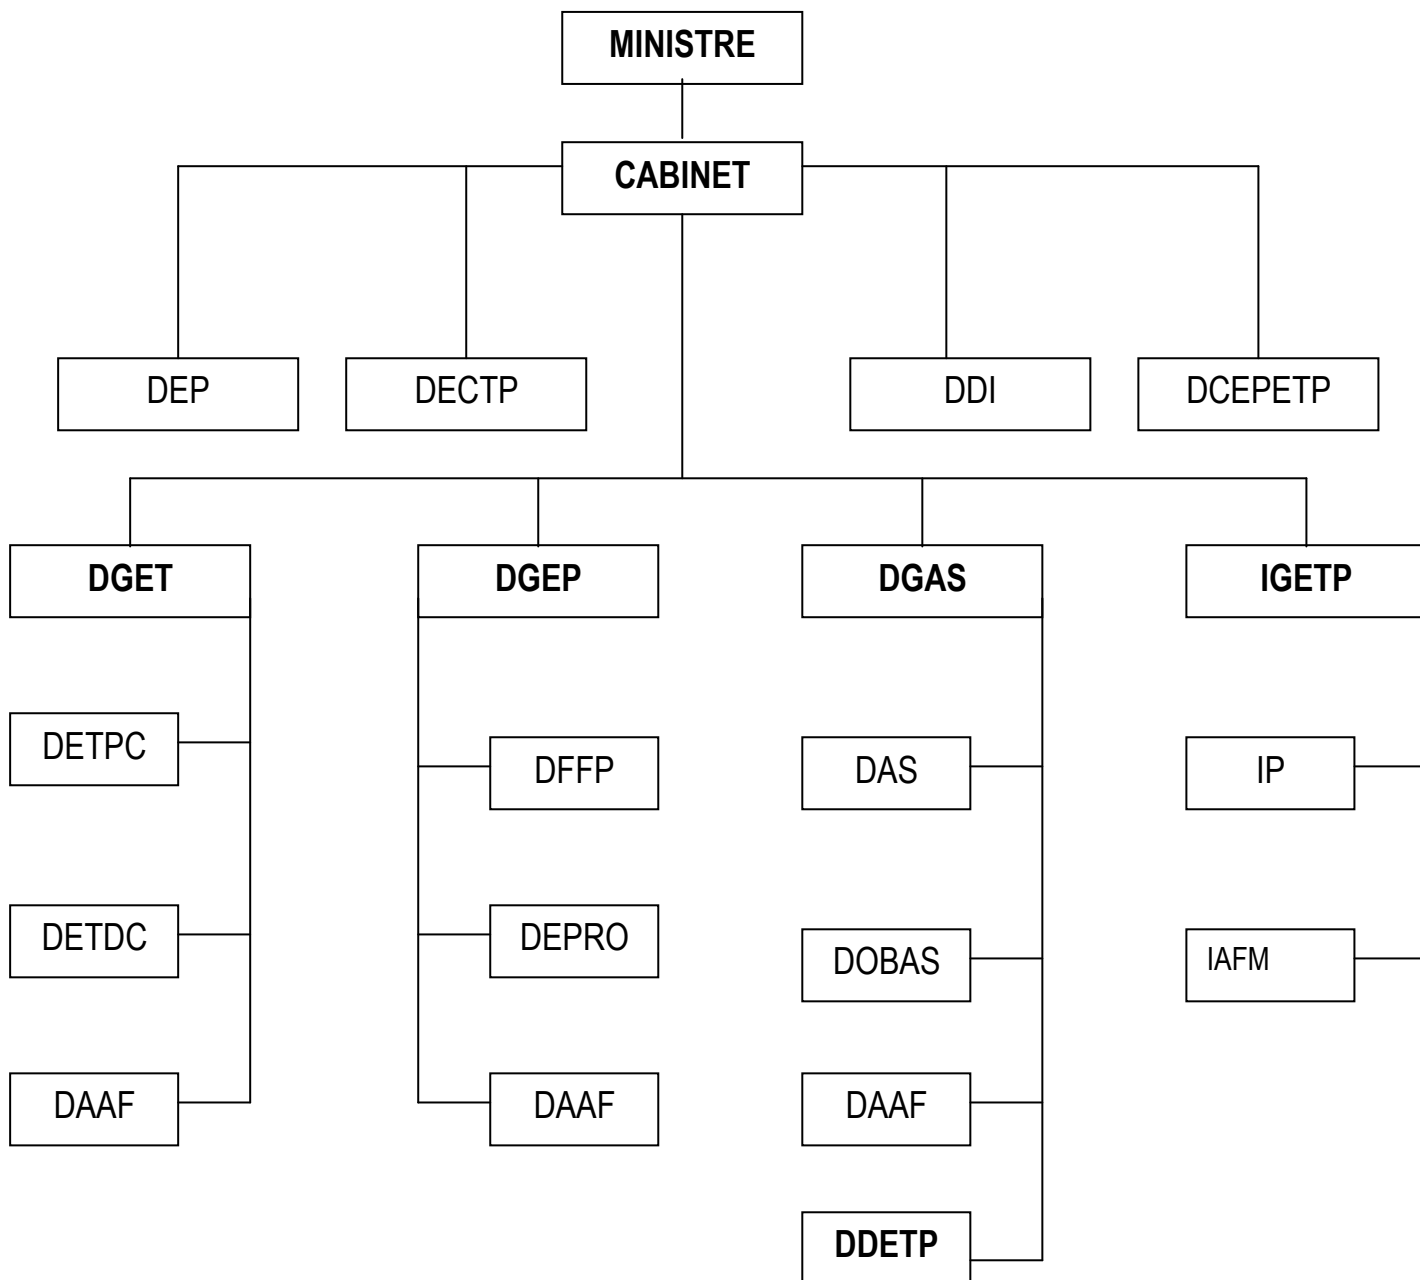 MINISTRE
CABINET
DEP
DECTP
DDI
DCEPETP
DGET
DGEP
DGAS
IGETP
DETPC
DFFP
DAS
IP
DETDC
DEPRO
DOBAS
IAFM
DAAF
DAAF
DAAF
DDETP